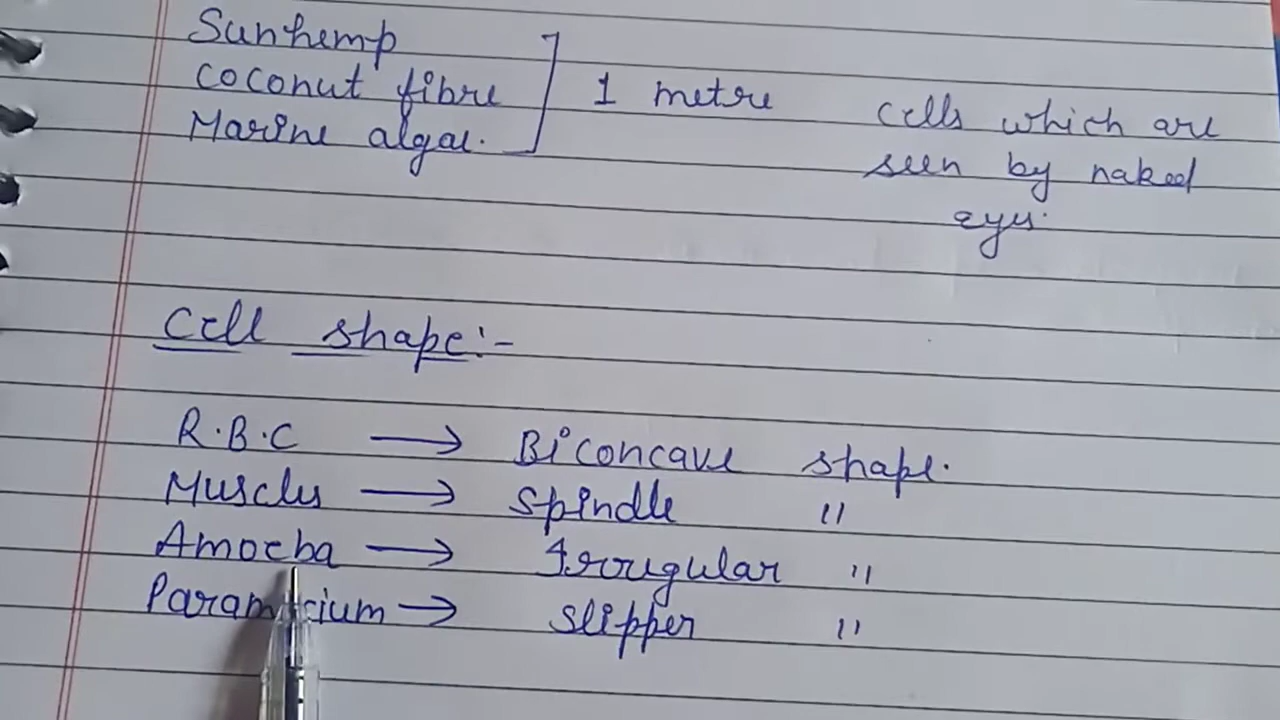 Sunhemp
Coconut fibre
Marine algae.
1 metre
cells which are
seen by naked
eyes.
Cell shape:-
R.B.C → Biconcave shape.
Muscles → Spindle "
Amoeba → Irregular "
Paramecium → Slipper "